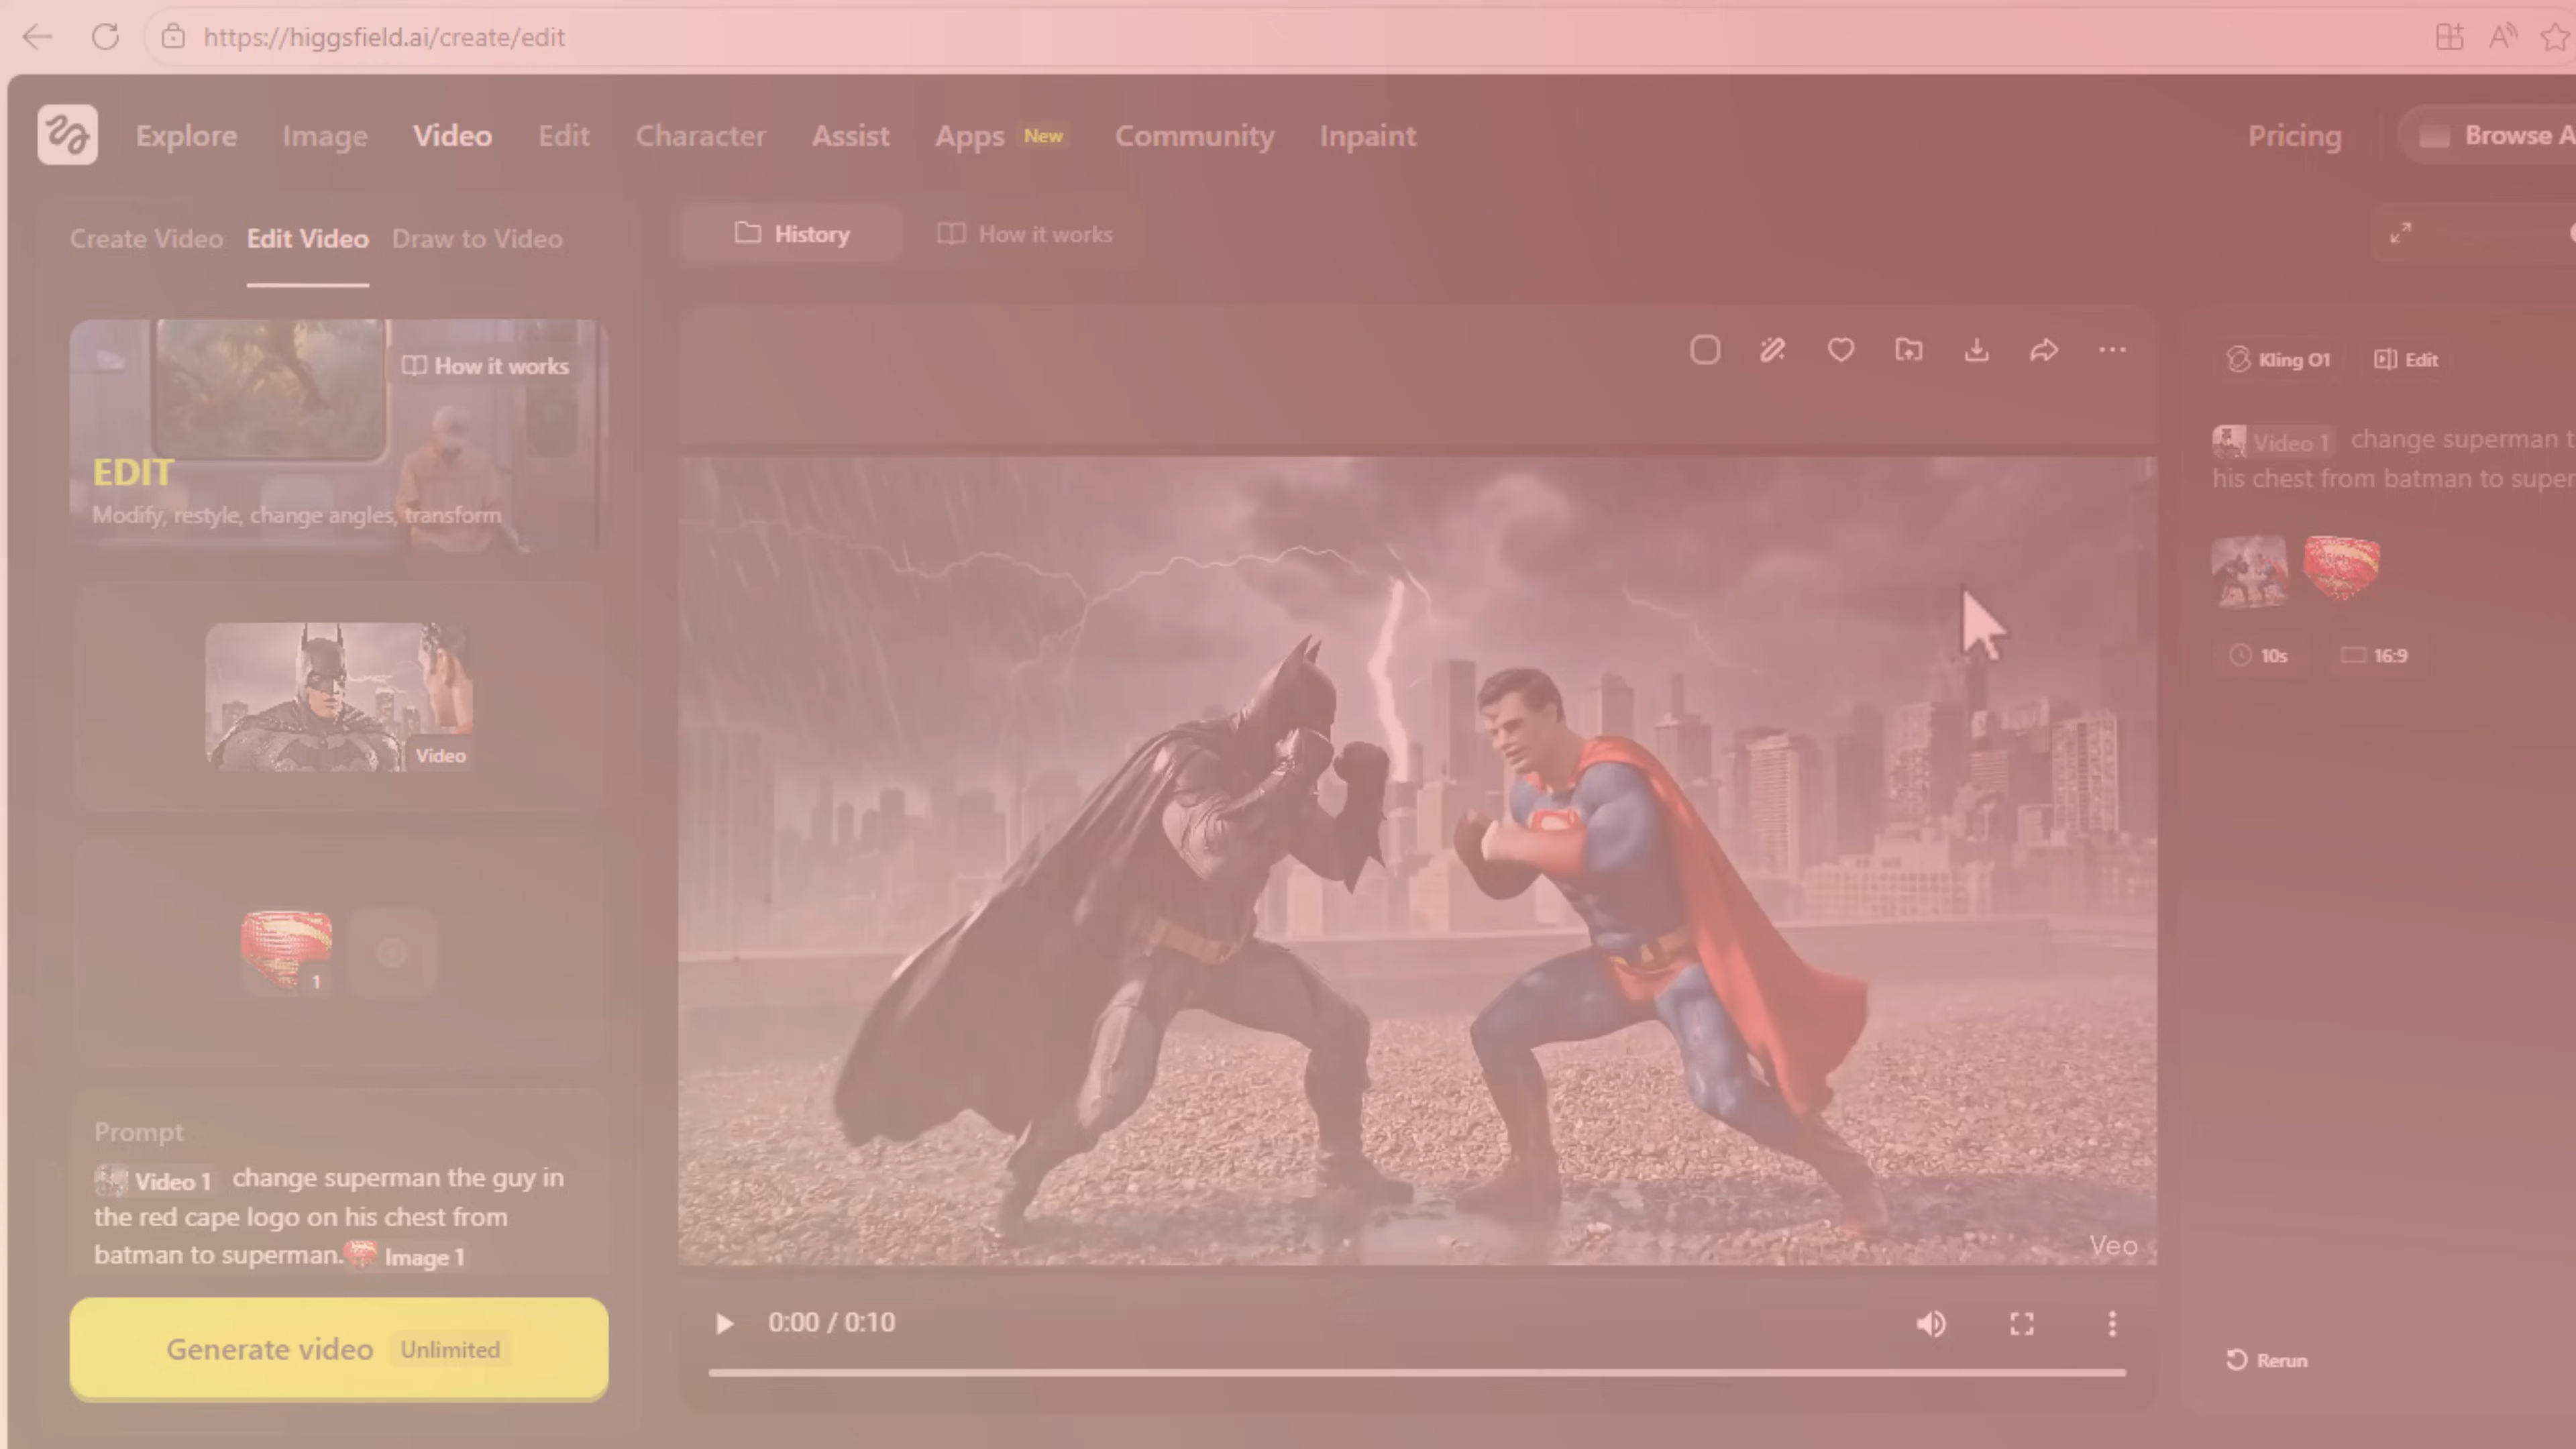 https://higgsfield.ai/create/edit
Explore Image Video Edit Character Assist Apps New Community Inpaint Pricing Browse A
Create Video Edit Video Draw to Video
History How it works
How it works
EDIT
Modify, restyle, change angles, transform
Video
1
Prompt
Video 1 change superman the guy in
the red cape logo on his chest from
batman to superman. Image 1
Generate video Unlimited
Veo
0:00 / 0:10
Kling O1 Edit
Video 1 change superman t
his chest from batman to super
10s 16:9
Rerun